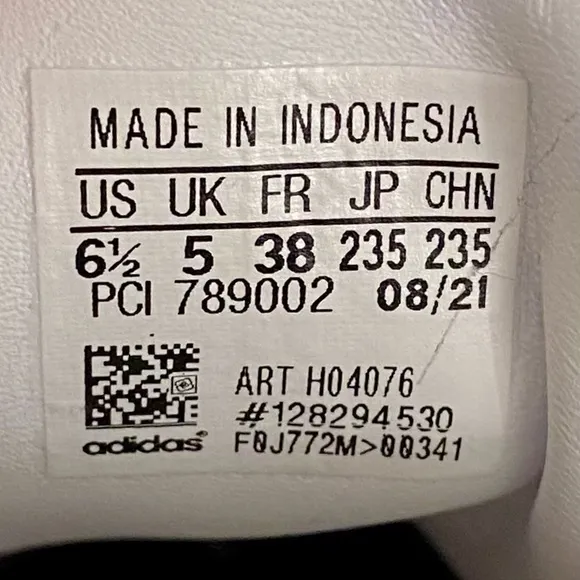 MADE IN INDONESIA
US UK FR JP CHN
6½ 5 38 235 235
PCI 789002 08/21
ART H04076
#128294530
adidas® F0J772M>00341